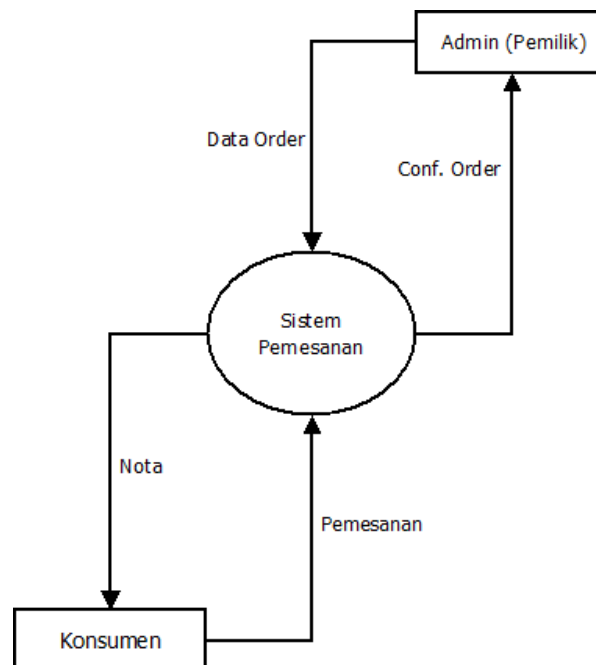 Admin (Pemilik)
Data Order
Conf. Order
Sistem
Pemesanan
Nota
Pemesanan
Konsumen